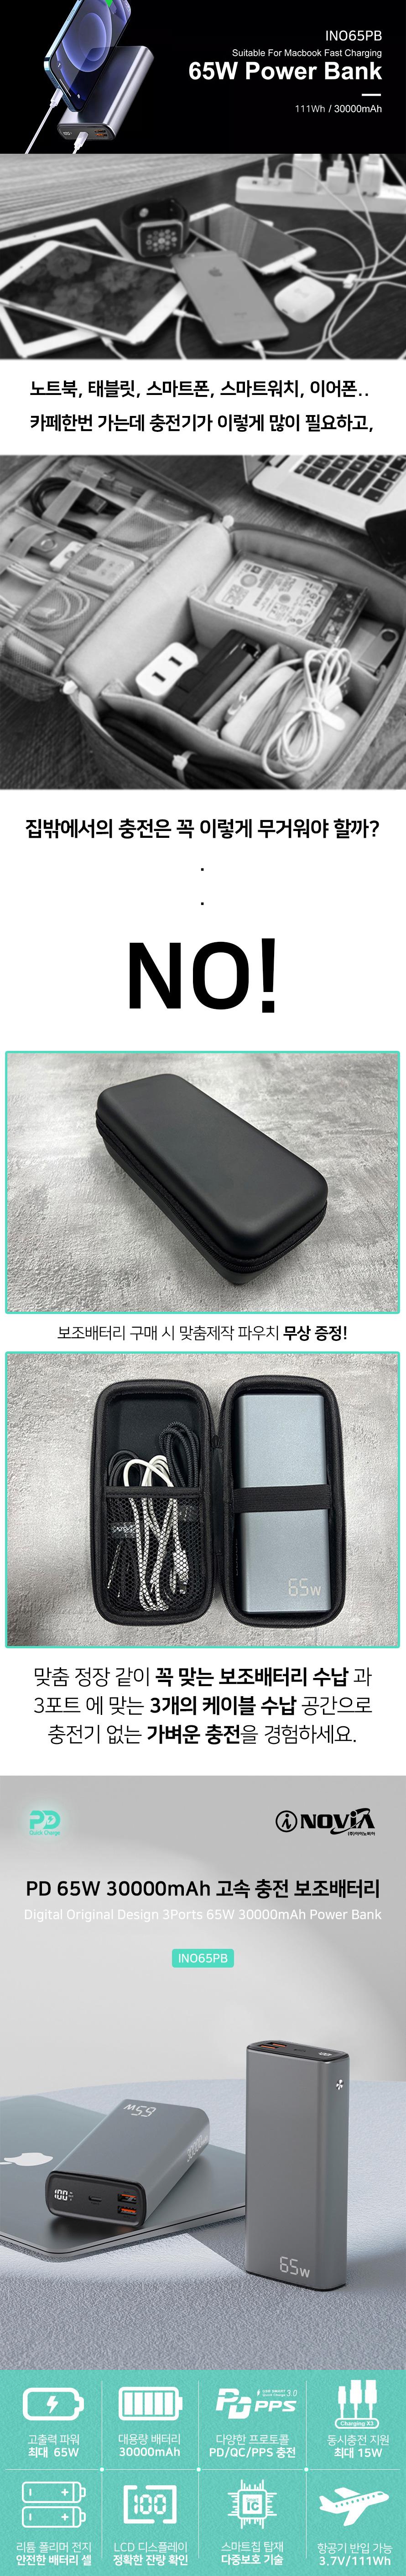 INO65PB
Suitable For Macbook Fast Charging
65W Power Bank
111Wh / 30000mAh
노트북, 태블릿, 스마트폰, 스마트워치, 이어폰..
카페한번 가는데 충전기가 이렇게 많이 필요하고,
집밖에서의 충전은 꼭 이렇게 무거워야 할까?
.
.
NO!
보조배터리 구매 시 맞춤제작 파우치 무상 증정!
65W
맞춤 정장 같이 꼭 맞는 보조배터리 수납 과
3포트 에 맞는 3개의 케이블 수납 공간으로
충전기 없는 가벼운 충전을 경험하세요.
PD
Quick Charge
i NOVIA
(주)아이노비아
PD 65W 30000mAh 고속 충전 보조배터리
Digital Original Design 3Ports 65W 30000mAh Power Bank
INO65PB
65W
100%
65W
PD PPS 3.0
Charging X3
고출력 파워
최대 65W
대용량 배터리
30000mAh
다양한 프로토콜
PD/QC/PPS 충전
동시충전 지원
최대 15W
100
IC
리튬 폴리머 전지
안전한 배터리 셀
LCD 디스플레이
정확한 잔량 확인
스마트칩 탑재
다중보호 기술
항공기 반입 가능
3.7V/111Wh